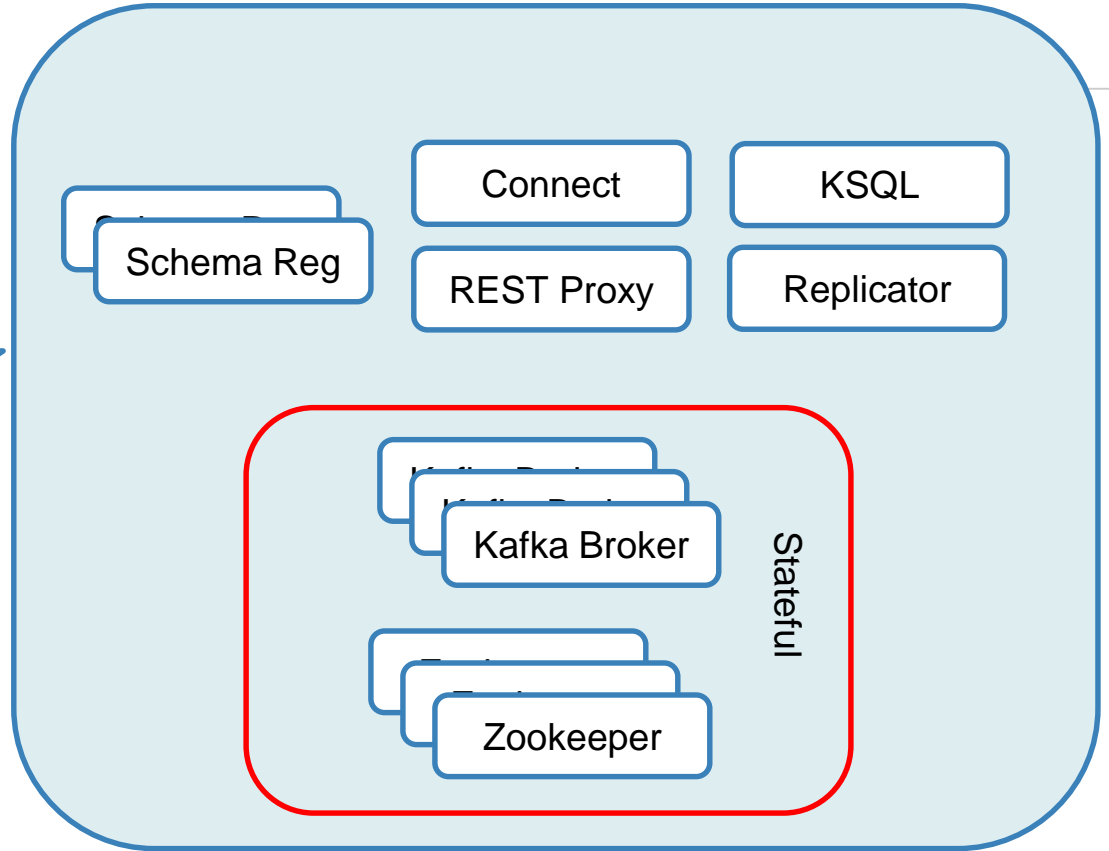 Connect
KSQL
Schema Reg
REST Proxy
Replicator
Kafka Broker
Stateful
Zookeeper